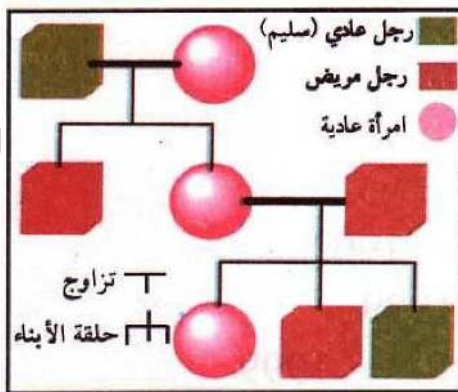 رجل عادي (سليم)
رجل مريض
امرأة عادية
تزاوج
حلقة الأبناء